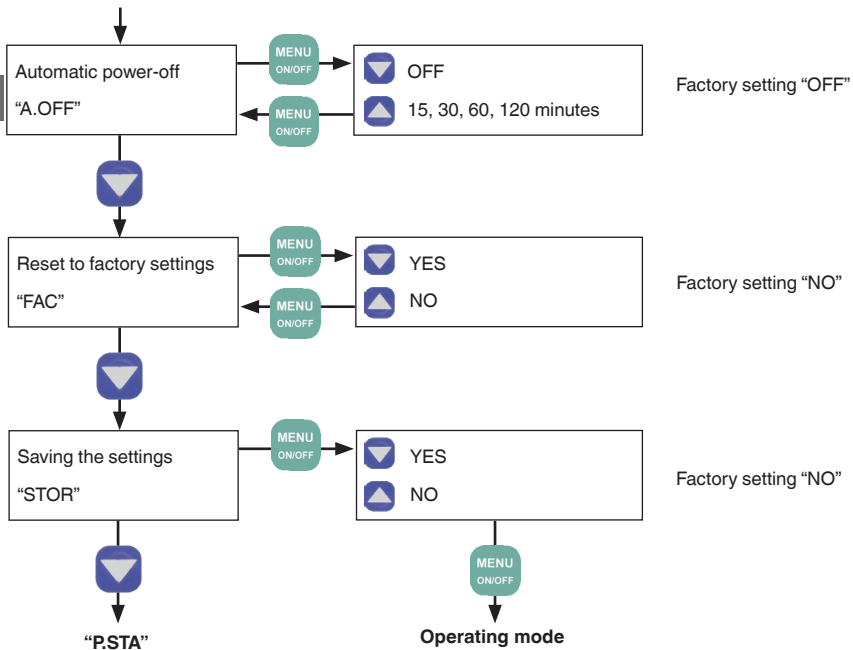 MENU
ON/OFF
Automatic power-off
“A.OFF”
OFF
15, 30, 60, 120 minutes
Factory setting “OFF”
MENU
ON/OFF
MENU
ON/OFF
Reset to factory settings
“FAC”
YES
NO
Factory setting “NO”
MENU
ON/OFF
MENU
ON/OFF
Saving the settings
“STOR”
YES
NO
Factory setting “NO”
MENU
ON/OFF
“P.STA”
Operating mode